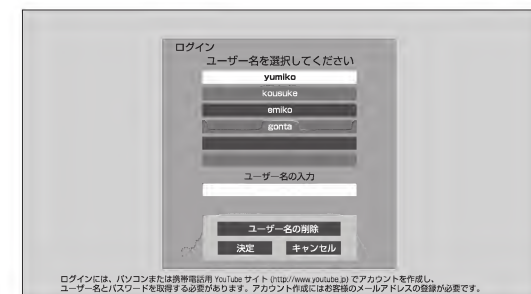 ログイン
ユーザー名を選択してください
yumiko
kousuke
emiko
gonta
ユーザー名の入力
ユーザー名の削除
決定 キャンセル
ログインには、パソコンまたは携帯電話用 YouTube サイト (http://www.youtube.jp) でアカウントを作成し、
ユーザー名とパスワードを取得する必要があります。アカウント作成にはお客様のメールアドレスの登録が必要です。